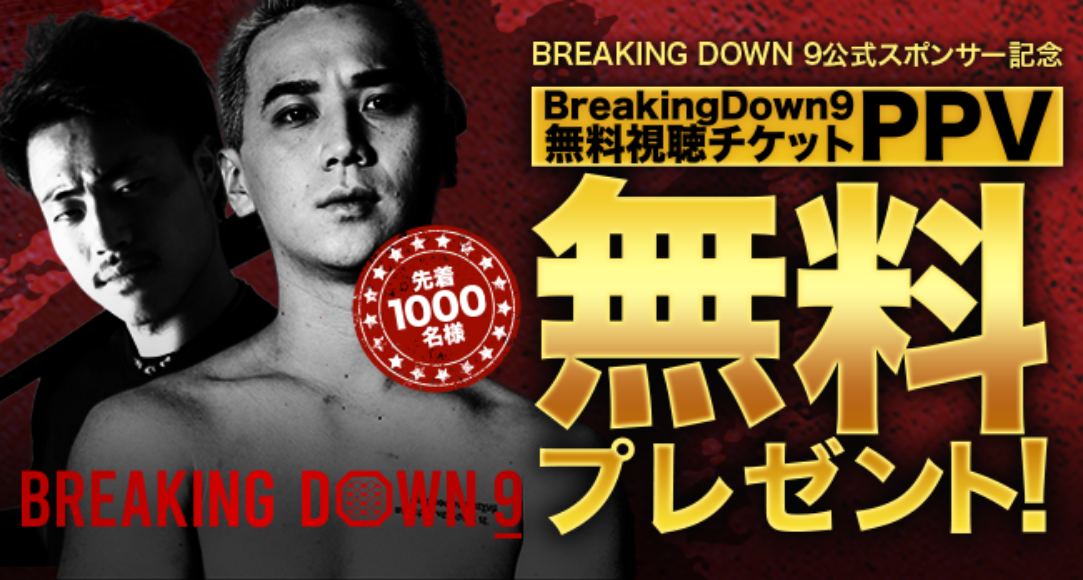 BREAKING DOWN 9公式スポンサー記念
BreakingDown9
無料視聴チケット
PPV
無料
プレゼント!
先着
1000
名様
BREAKING DOWN 9